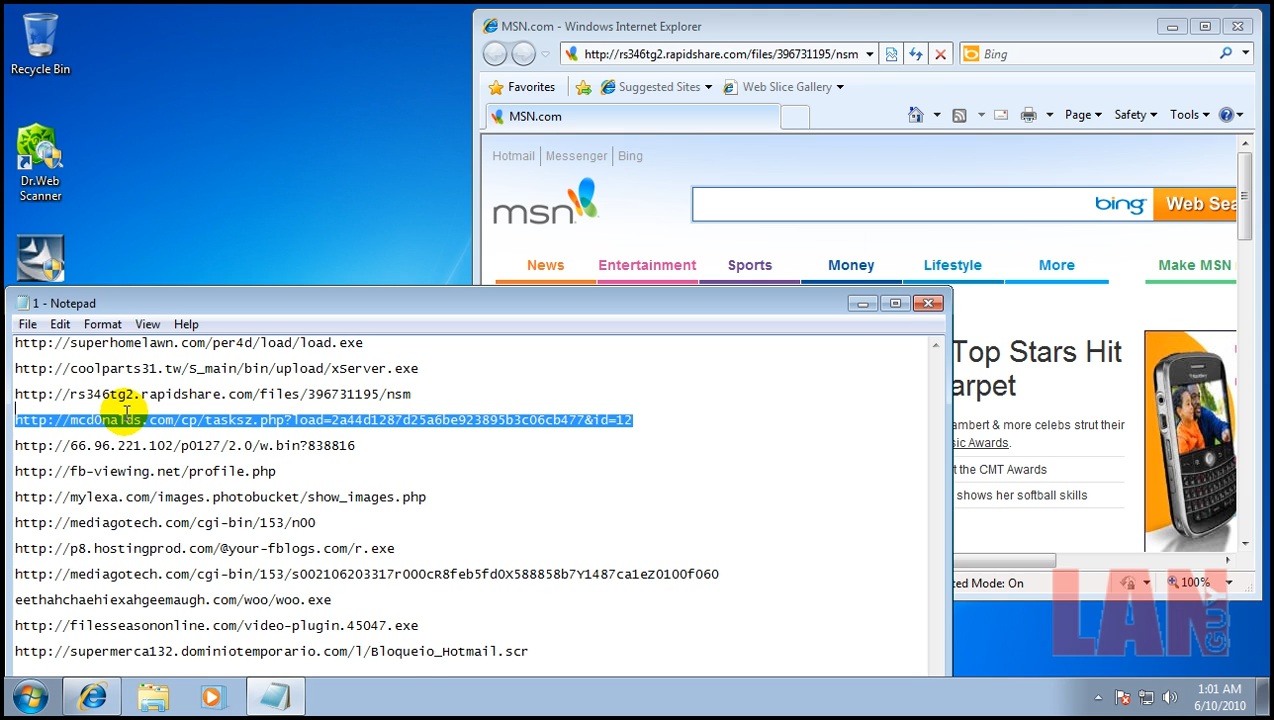 Recycle Bin
Dr.Web
Scanner
MSN.com - Windows Internet Explorer
http://rs346tg2.rapidshare.com/files/396731195/nsm
Bing
Favorites
Suggested Sites
Web Slice Gallery
MSN.com
Page
Safety
Tools
Hotmail
Messenger
Bing
msn
bing
Web Sea
News
Entertainment
Sports
Money
Lifestyle
More
Make MSN
Top Stars Hit
arpet
ambert & more celebs strut their
sic Awards.
t the CMT Awards
shows her softball skills
ted Mode: On
100%
1 - Notepad
File
Edit
Format
View
Help
http://superhomelawn.com/per4d/load/load.exe
http://coolparts31.tw/S_main/bin/upload/xServer.exe
http://rs346tg2.rapidshare.com/files/396731195/nsm
http://mcd0nalds.com/cp/tasksz.php?load=2a44d1287d25a6be923895b3c06cb477&id=12
http://66.96.221.102/p0127/2.0/w.bin?838816
http://fb-viewing.net/profile.php
http://mylexa.com/images.photobucket/show_images.php
http://mediagotech.com/cgi-bin/153/n00
http://p8.hostingprod.com/@your-fblogs.com/r.exe
http://mediagotech.com/cgi-bin/153/s002106203317r000cR8feb5fd0X588858b7Y1487ca1eZ0100f060
eethahchaehiexahgeemaugh.com/woo/woo.exe
http://filesseasononline.com/video-plugin.45047.exe
http://supermerca132.dominiotemporario.com/l/Bloqueio_Hotmail.scr
LAN
GUY
1:01 AM
6/10/2010